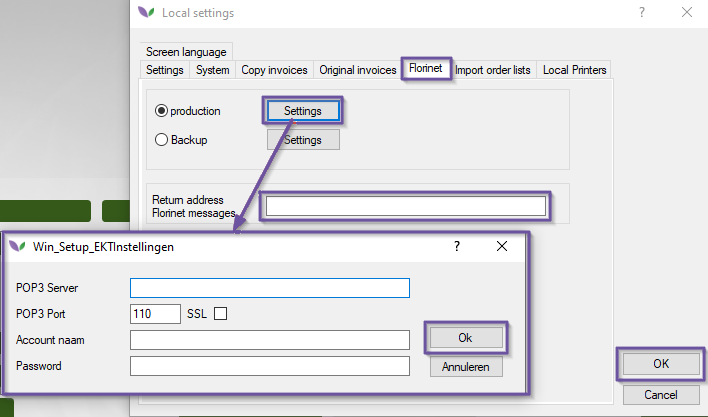 Local settings
?
Screen language
Settings System Copy invoices Original invoices Florinet Import order lists Local Printers
production Settings
Backup Settings
Return address
Florinet messages
Win_Setup_EKTInstellingen ?
POP3 Server
POP3 Port 110 SSL
Account naam Ok
Password Annuleren
OK
Cancel